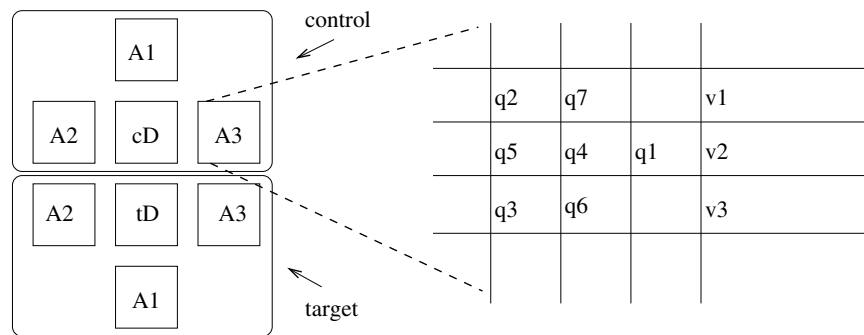 control
A1
A2 cD A3
A2 tD A3
A1
target
q2 q7 v1
q5 q4 q1 v2
q3 q6 v3